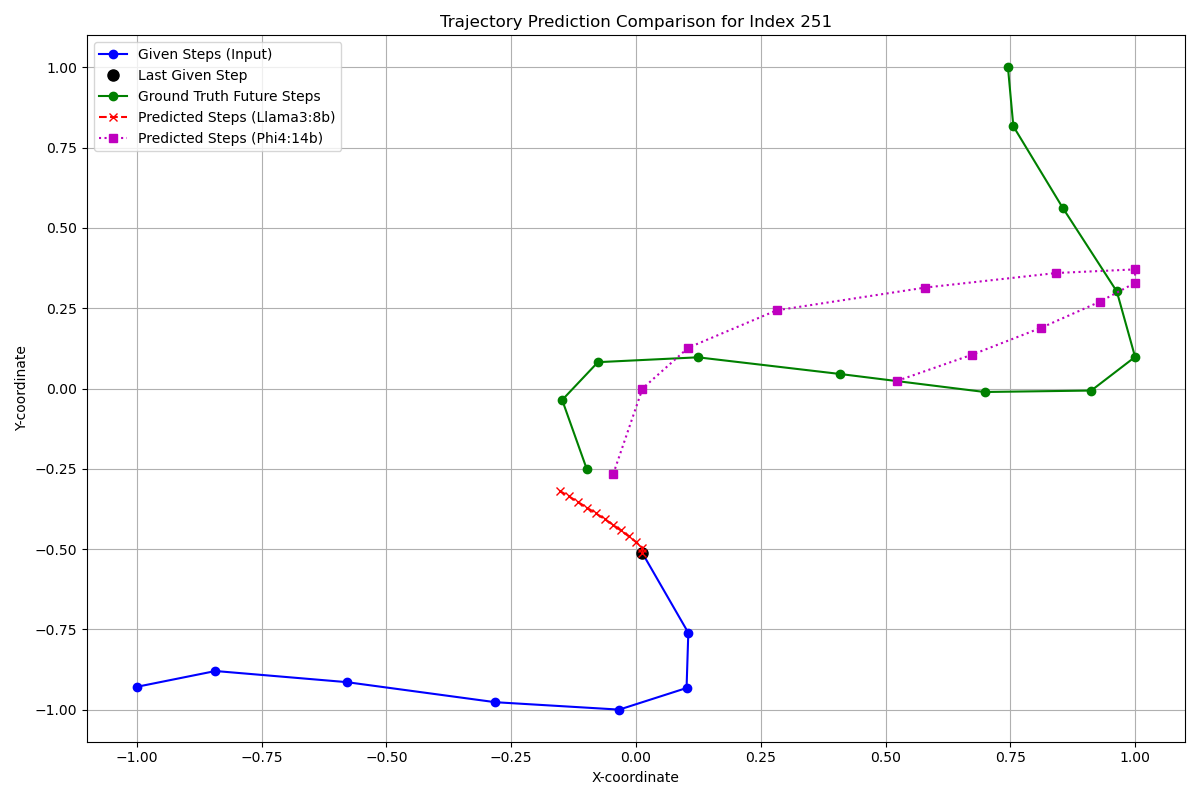 Trajectory Prediction Comparison for Index 251
Given Steps (Input)
Last Given Step
Ground Truth Future Steps
Predicted Steps (Llama3:8b)
Predicted Steps (Phi4:14b)
1.00
0.75
0.50
0.25
0.00
−0.25
−0.50
−0.75
−1.00
Y-coordinate
−1.00 −0.75 −0.50 −0.25 0.00 0.25 0.50 0.75 1.00
X-coordinate